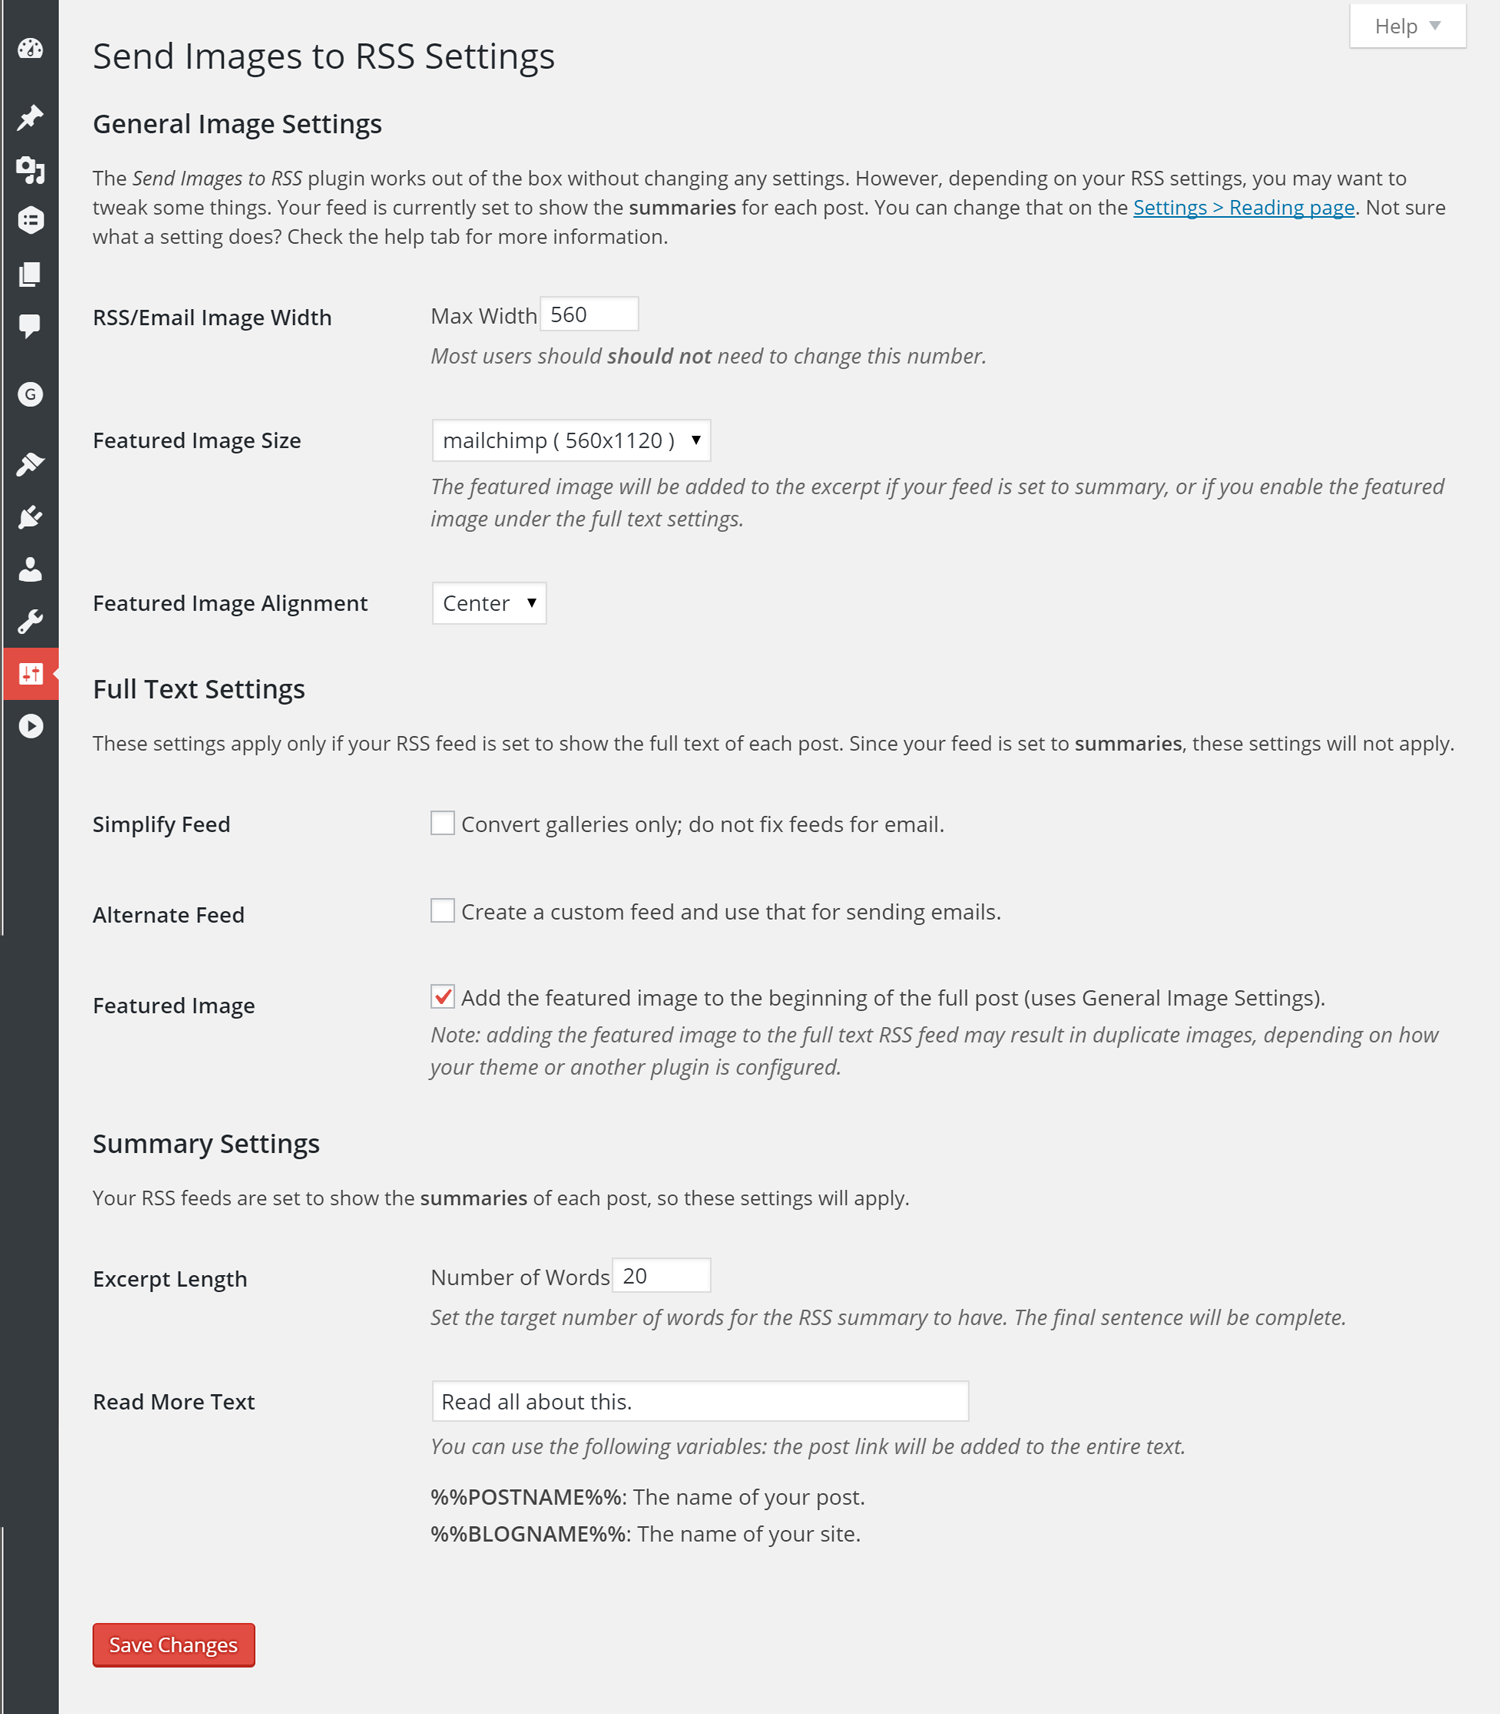 Help
Send Images to RSS Settings
General Image Settings
The Send Images to RSS plugin works out of the box without changing any settings. However, depending on your RSS settings, you may want to
tweak some things. Your feed is currently set to show the summaries for each post. You can change that on the Settings > Reading page. Not sure
what a setting does? Check the help tab for more information.
RSS/Email Image Width
Max Width 560
Most users should should not need to change this number.
Featured Image Size
mailchimp ( 560x1120 )
The featured image will be added to the excerpt if your feed is set to summary, or if you enable the featured
image under the full text settings.
Featured Image Alignment
Center
Full Text Settings
These settings apply only if your RSS feed is set to show the full text of each post. Since your feed is set to summaries, these settings will not apply.
Simplify Feed
Convert galleries only; do not fix feeds for email.
Alternate Feed
Create a custom feed and use that for sending emails.
Featured Image
Add the featured image to the beginning of the full post (uses General Image Settings).
Note: adding the featured image to the full text RSS feed may result in duplicate images, depending on how
your theme or another plugin is configured.
Summary Settings
Your RSS feeds are set to show the summaries of each post, so these settings will apply.
Excerpt Length
Number of Words 20
Set the target number of words for the RSS summary to have. The final sentence will be complete.
Read More Text
Read all about this.
You can use the following variables: the post link will be added to the entire text.
%%POSTNAME%%: The name of your post.
%%BLOGNAME%%: The name of your site.
Save Changes
G